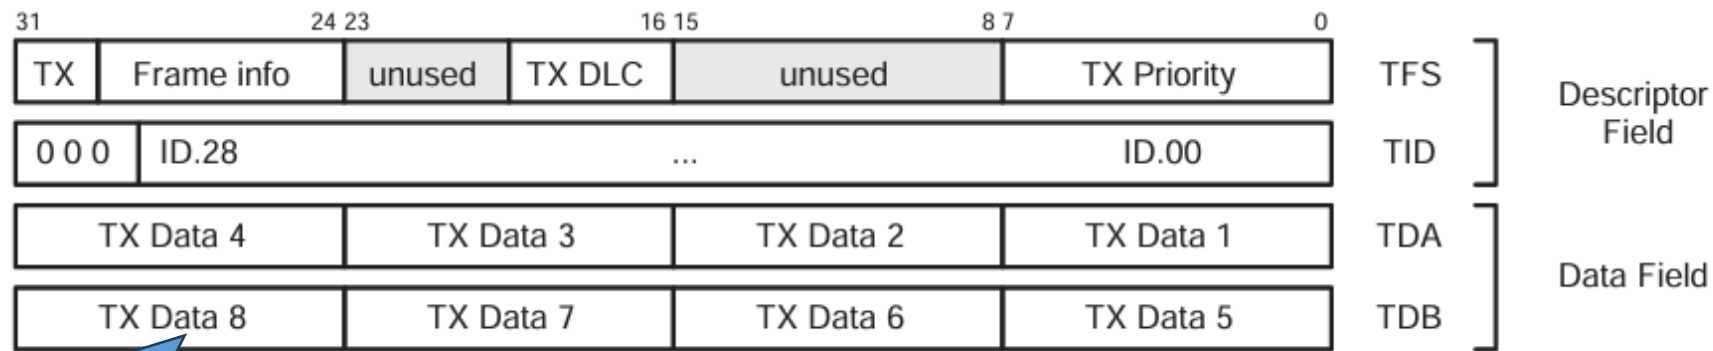 31 24 23 16 15 8 7 0
TX Frame info unused TX DLC unused TX Priority TFS
Descriptor
Field
0 0 0 ID.28 ... ID.00 TID
TX Data 4 TX Data 3 TX Data 2 TX Data 1 TDA
Data Field
TX Data 8 TX Data 7 TX Data 6 TX Data 5 TDB